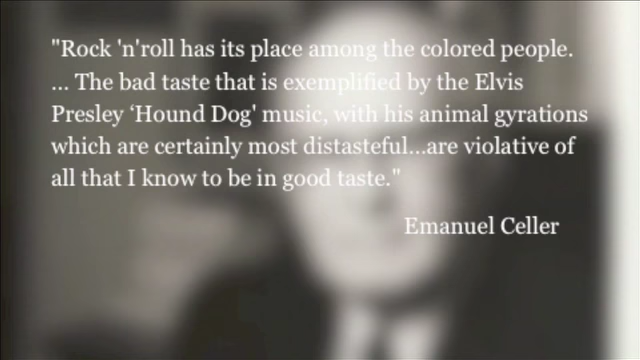 "Rock 'n'roll has its place among the colored people.
... The bad taste that is exemplified by the Elvis
Presley ‘Hound Dog' music, with his animal gyrations
which are certainly most distasteful...are violative of
all that I know to be in good taste."
Emanuel Celler